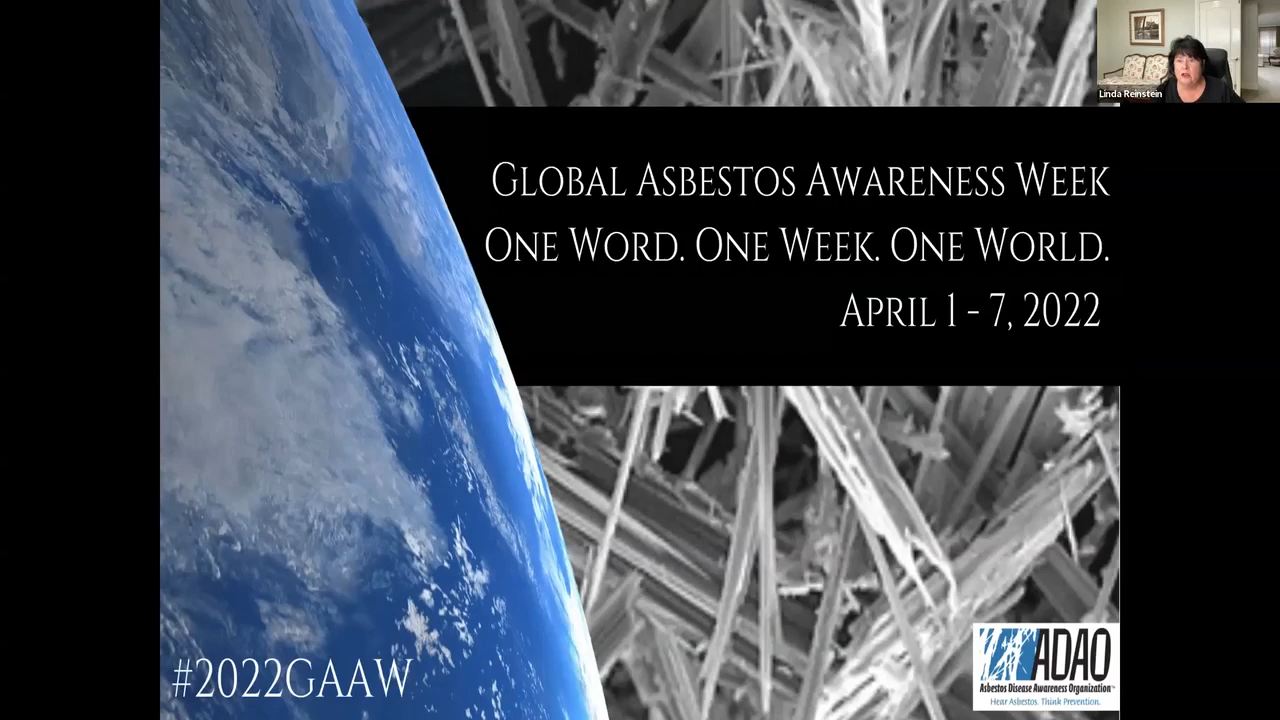 Linda Reinstein
GLOBAL ASBESTOS AWARENESS WEEK
ONE WORD. ONE WEEK. ONE WORLD.
APRIL 1 - 7, 2022
#2022GAAW
ADAO
Asbestos Disease Awareness Organization™
Hear Asbestos. Think Prevention.